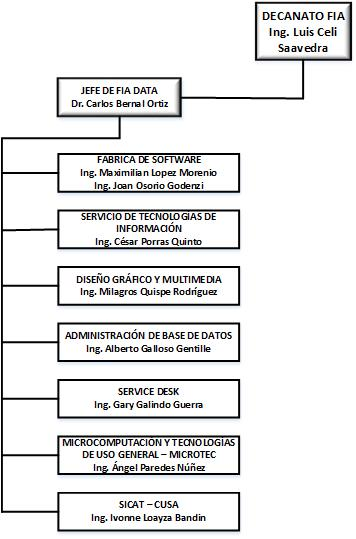 DECANATO FIA
Ing. Luis Celi
Saavedra
JEFE DE FIA DATA
Dr. Carlos Bernal Ortiz
FABRICA DE SOFTWARE
Ing. Maximilian Lopez Morenio
Ing. Joan Osorio Godenzi
SERVICIO DE TECNOLOGIAS DE
INFORMACIÓN
Ing. César Porras Quinto
DISEÑO GRÁFICO Y MULTIMEDIA
Ing. Milagros Quispe Rodríguez
ADMINISTRACIÓN DE BASE DE DATOS
Ing. Alberto Galloso Gentille
SERVICE DESK
Ing. Gary Galindo Guerra
MICROCOMPUTACIÓN Y TECNOLOGIAS
DE USO GENERAL – MICROTEC
Ing. Ángel Paredes Núñez
SICAT – CUSA
Ing. Ivonne Loayza Bandin